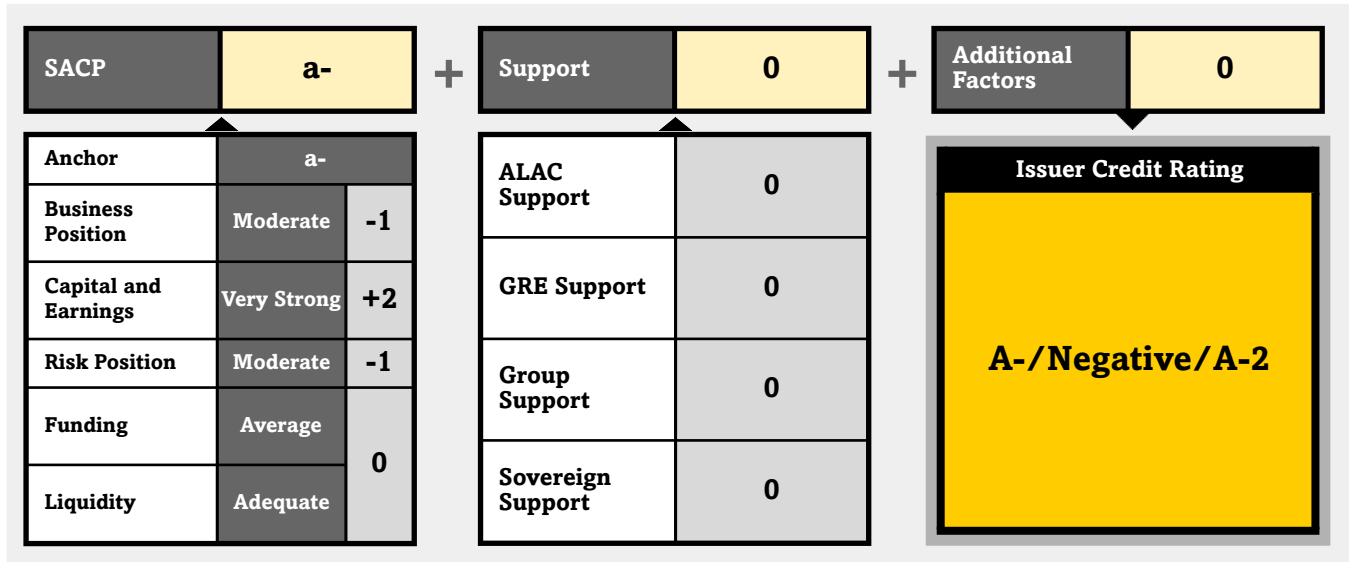 SACP
a-
+
Support
0
+
Additional
Factors
0
Anchor
a-
Business
Position
Moderate
-1
Capital and
Earnings
Very Strong
+2
Risk Position
Moderate
-1
Funding
Average
0
Liquidity
Adequate
ALAC
Support
0
GRE Support
0
Group
Support
0
Sovereign
Support
0
Issuer Credit Rating
A-/Negative/A-2